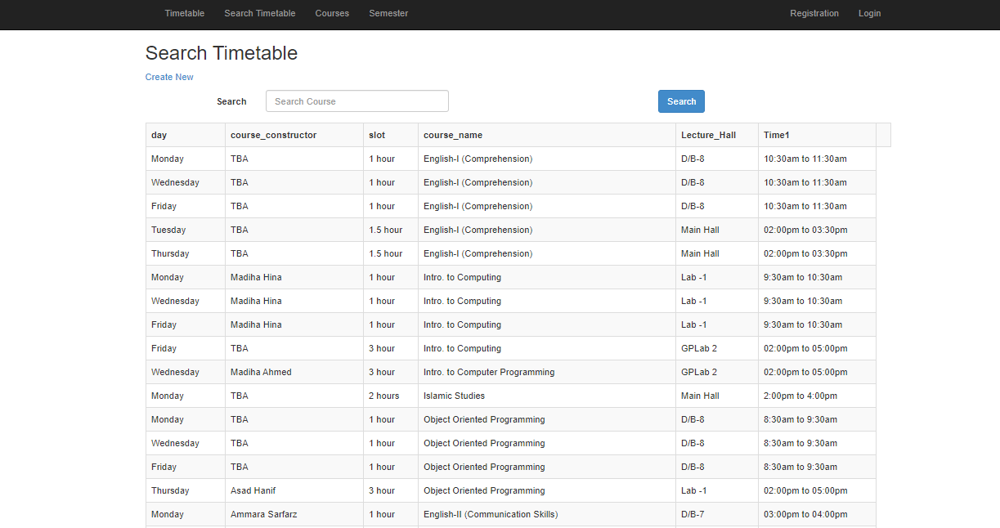 Timetable Search Timetable Courses Semester Registration Login
Search Timetable
Create New
Search Search Course Search
day course_constructor slot course_name Lecture_Hall Time1
Monday TBA 1 hour English-I (Comprehension) D/B-8 10:30am to 11:30am
Wednesday TBA 1 hour English-I (Comprehension) D/B-8 10:30am to 11:30am
Friday TBA 1 hour English-I (Comprehension) D/B-8 10:30am to 11:30am
Tuesday TBA 1.5 hour English-I (Comprehension) Main Hall 02:00pm to 03:30pm
Thursday TBA 1.5 hour English-I (Comprehension) Main Hall 02:00pm to 03:30pm
Monday Madiha Hina 1 hour Intro. to Computing Lab -1 9:30am to 10:30am
Wednesday Madiha Hina 1 hour Intro. to Computing Lab -1 9:30am to 10:30am
Friday Madiha Hina 1 hour Intro. to Computing Lab -1 9:30am to 10:30am
Friday TBA 3 hour Intro. to Computing GPLab 2 02:00pm to 05:00pm
Wednesday Madiha Ahmed 3 hour Intro. to Computer Programming GPLab 2 02:00pm to 05:00pm
Monday TBA 2 hours Islamic Studies Main Hall 2:00pm to 4:00pm
Monday TBA 1 hour Object Oriented Programming D/B-8 8:30am to 9:30am
Wednesday TBA 1 hour Object Oriented Programming D/B-8 8:30am to 9:30am
Friday TBA 1 hour Object Oriented Programming D/B-8 8:30am to 9:30am
Thursday Asad Hanif 3 hour Object Oriented Programming Lab -1 02:00pm to 05:00pm
Monday Ammara Sarfarz 1 hour English-II (Communication Skills) D/B-7 03:00pm to 04:00pm